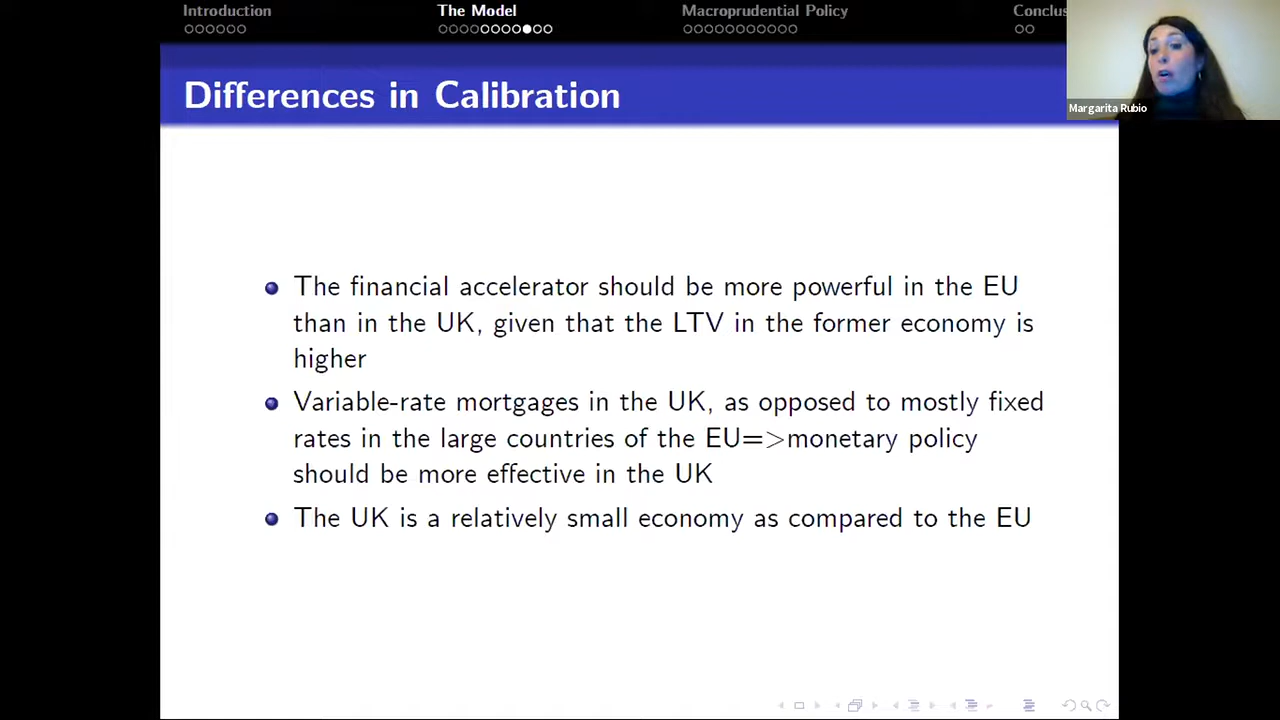 Introduction
The Model
Macroprudential Policy
Conclus
Margarita Rubio
Differences in Calibration
The financial accelerator should be more powerful in the EU
than in the UK, given that the LTV in the former economy is
higher
Variable-rate mortgages in the UK, as opposed to mostly fixed
rates in the large countries of the EU=>monetary policy
should be more effective in the UK
The UK is a relatively small economy as compared to the EU